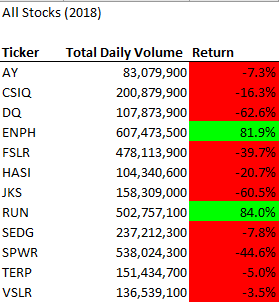 All Stocks (2018)
Ticker Total Daily Volume Return
AY 83,079,900 -7.3%
CSIQ 200,879,900 -16.3%
DQ 107,873,900 -62.6%
ENPH 607,473,500 81.9%
FSLR 478,113,900 -39.7%
HASI 104,340,600 -20.7%
JKS 158,309,000 -60.5%
RUN 502,757,100 84.0%
SEDG 237,212,300 -7.8%
SPWR 538,024,300 -44.6%
TERP 151,434,700 -5.0%
VSLR 136,539,100 -3.5%